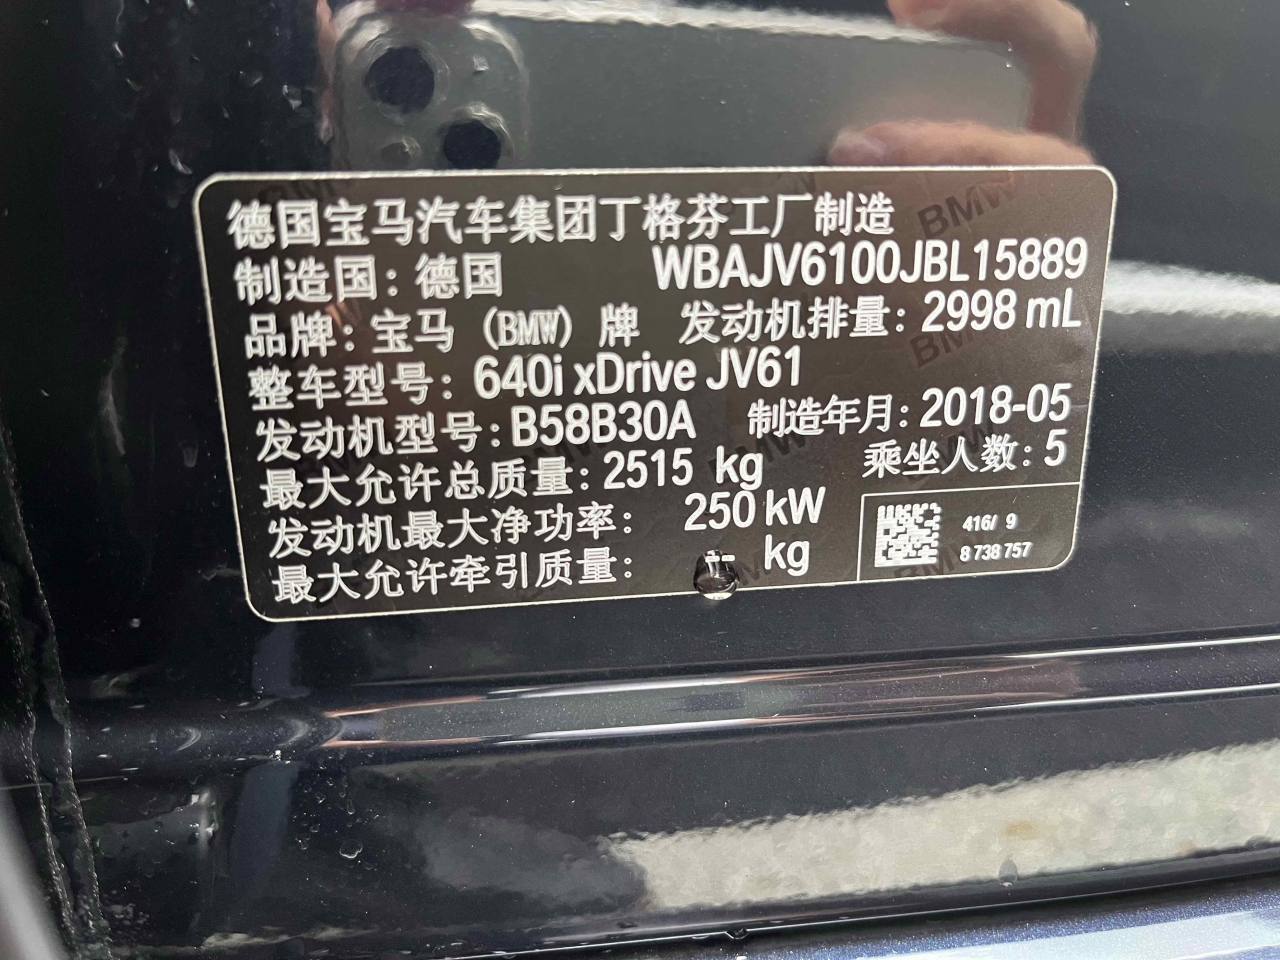 德国宝马汽车集团丁格芬工厂制造
制造国：德国 WBAJV6100JBL15889
品牌：宝马 (BMW) 牌 发动机排量：2998 mL
整车型号：640i xDrive JV61
发动机型号：B58B30A 制造年月：2018-05
最大允许总质量：2515 kg 乘坐人数：5
发动机最大净功率： 250 kW
最大允许牵引质量： -- kg
416/ 9
8 738 757